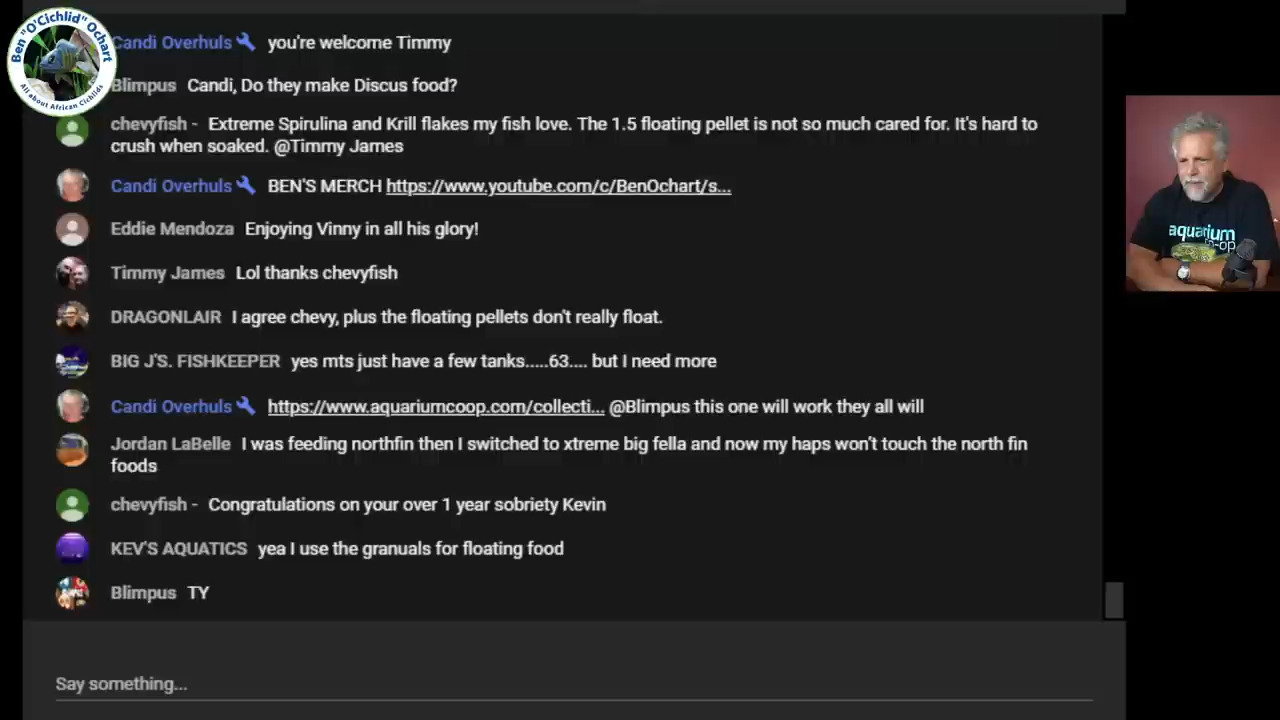 Ben "O'Cichlid" Ochart
All about African Cichlids
Candi Overhuls you're welcome Timmy
Blimpus Candi, Do they make Discus food?
chevyfish - Extreme Spirulina and Krill flakes my fish love. The 1.5 floating pellet is not so much cared for. It's hard to
crush when soaked. @Timmy James
Candi Overhuls BEN'S MERCH https://www.youtube.com/c/BenOchart/s...
Eddie Mendoza Enjoying Vinny in all his glory!
Timmy James Lol thanks chevyfish
DRAGONLAIR I agree chevy, plus the floating pellets don't really float.
BIG J'S. FISHKEEPER yes mts just have a few tanks.....63.... but I need more
Candi Overhuls https://www.aquariumcoop.com/collecti... @Blimpus this one will work they all will
Jordan LaBelle I was feeding northfin then I switched to xtreme big fella and now my haps won't touch the north fin
foods
chevyfish - Congratulations on your over 1 year sobriety Kevin
KEV'S AQUATICS yea I use the granuals for floating food
Blimpus TY
Say something...
aquarium
co-op